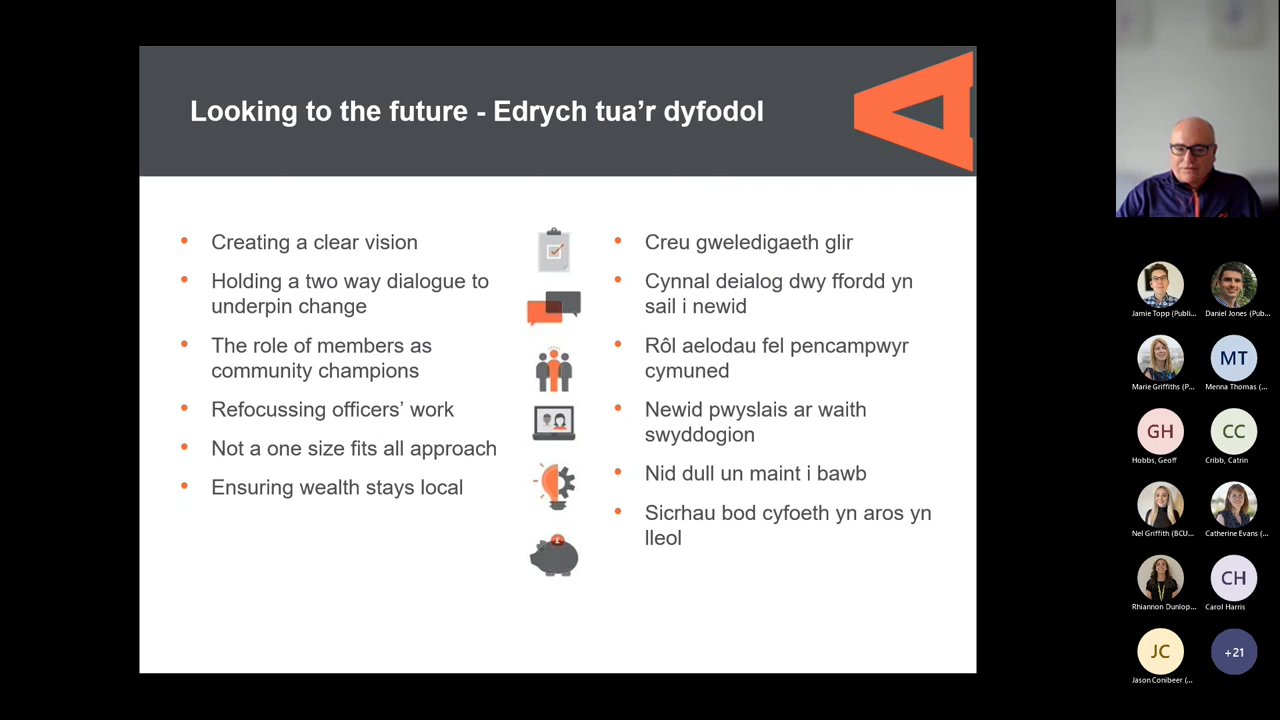 Looking to the future - Edrych tua’r dyfodol
Creating a clear vision
Holding a two way dialogue to
underpin change
The role of members as
community champions
Refocussing officers’ work
Not a one size fits all approach
Ensuring wealth stays local
Creu gweledigaeth glir
Cynnal deialog dwy ffordd yn
sail i newid
Rôl aelodau fel pencampwyr
cymuned
Newid pwyslais ar waith
swyddogion
Nid dull un maint i bawb
Sicrhau bod cyfoeth yn aros yn
lleol
Jamie Topp (Publi...
Daniel Jones (Pub...
Marie Griffiths (P...
MT
Menna Thomas (...
GH
Hobbs, Geoff
CC
Cribb, Catrin
Nel Griffith (BCU...
Catherine Evans (...
Rhiannon Dunlop...
CH
Carol Harris
JC
Jason Conibeer (...
+21